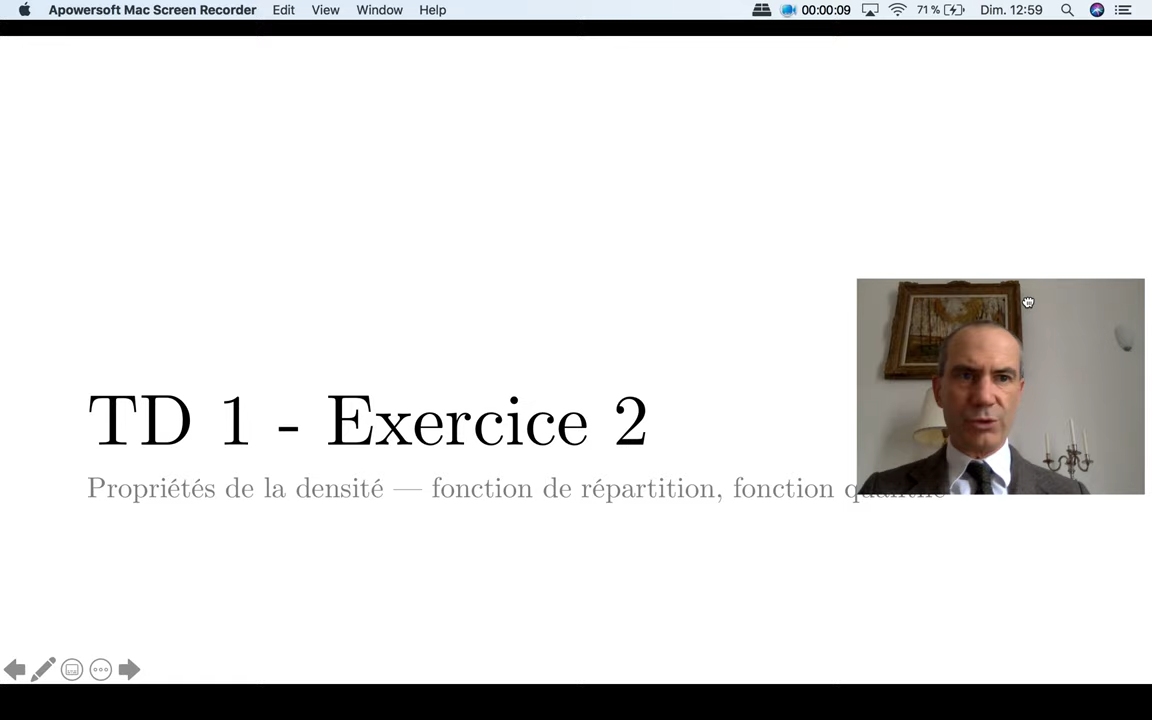 Apowersoft Mac Screen Recorder Edit View Window Help 00:00:09 71 % Dim. 12:59
TD 1 - Exercice 2
Propriétés de la densité — fonction de répartition, fonction